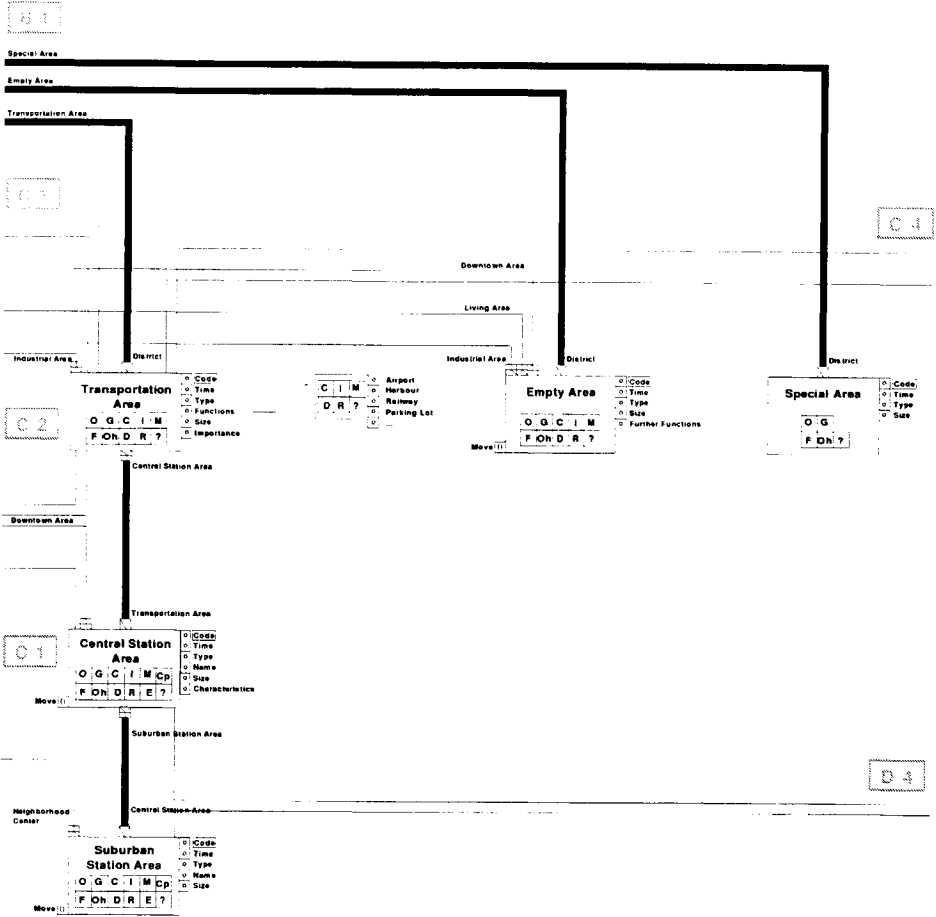 Special Area
Empty Area
Transportation Area
C 4
Downtown Area
Living Area
Industrial Area
District
Industrial Area
District
District
Transportation
Area
O G C I M
F Oh D R ?
Code
Time
Type
Functions
Size
Importance
C I M
D R ?
Airport
Harbour
Railway
Parking Lot
Empty Area
O G C I M
F Oh D R ?
Move ()
Code
Time
Type
Size
Further Functions
Special Area
O G
F Oh ?
Code
Time
Type
Size
C 2
Central Station Area
Downtown Area
Transportation Area
C 1
Central Station
Area
O G C I M Cp
F Oh D R E ?
Move ()
Code
Time
Type
Name
Size
Characteristics
Suburban Station Area
D 4
Neighborhood
Center
Central Station Area
Suburban
Station Area
O G C I M Cp
F Oh D R E ?
Move ()
Code
Time
Type
Name
Size